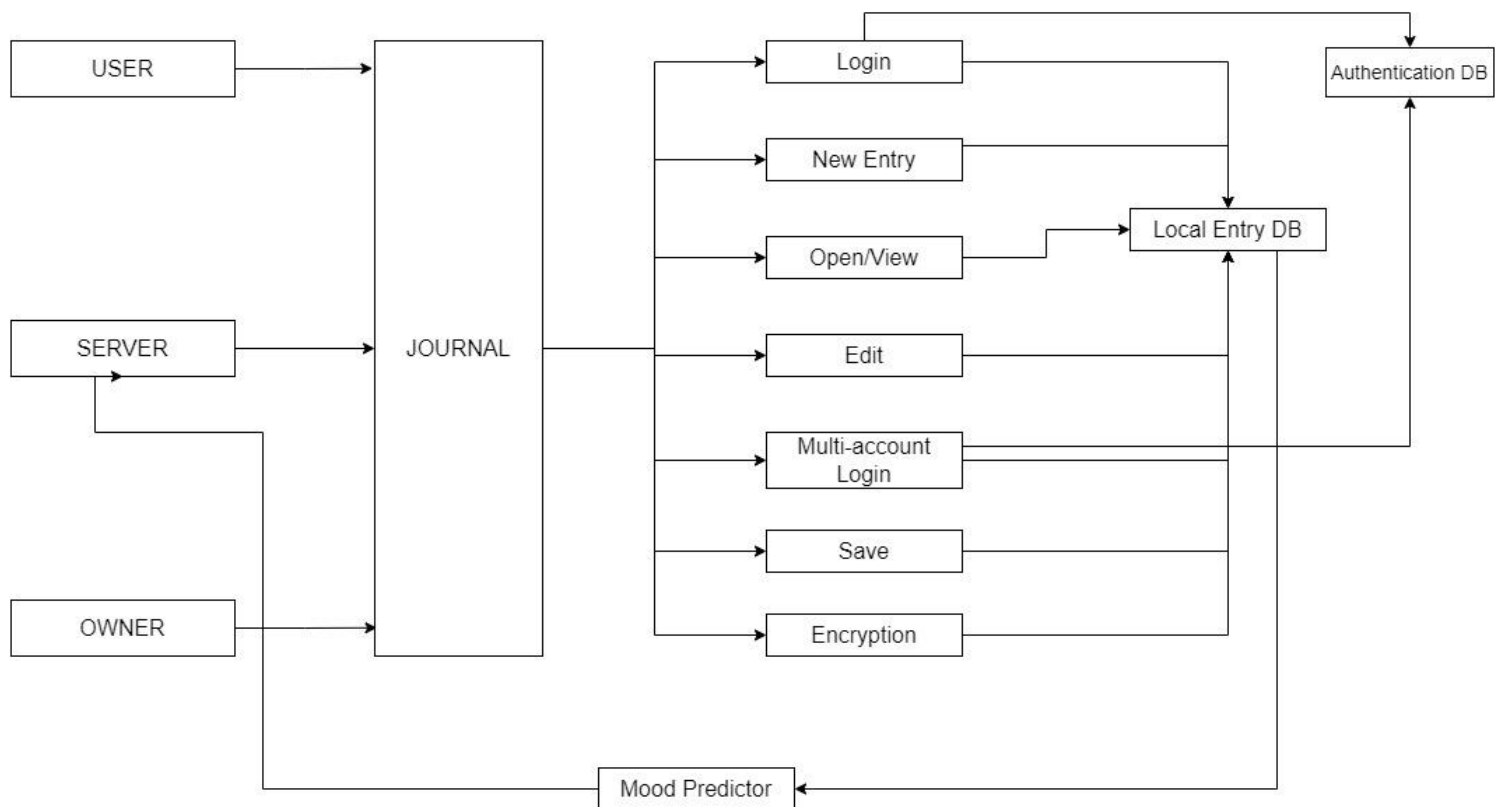 USER
SERVER
OWNER
JOURNAL
Login
New Entry
Open/View
Edit
Multi-account
Login
Save
Encryption
Authentication DB
Local Entry DB
Mood Predictor